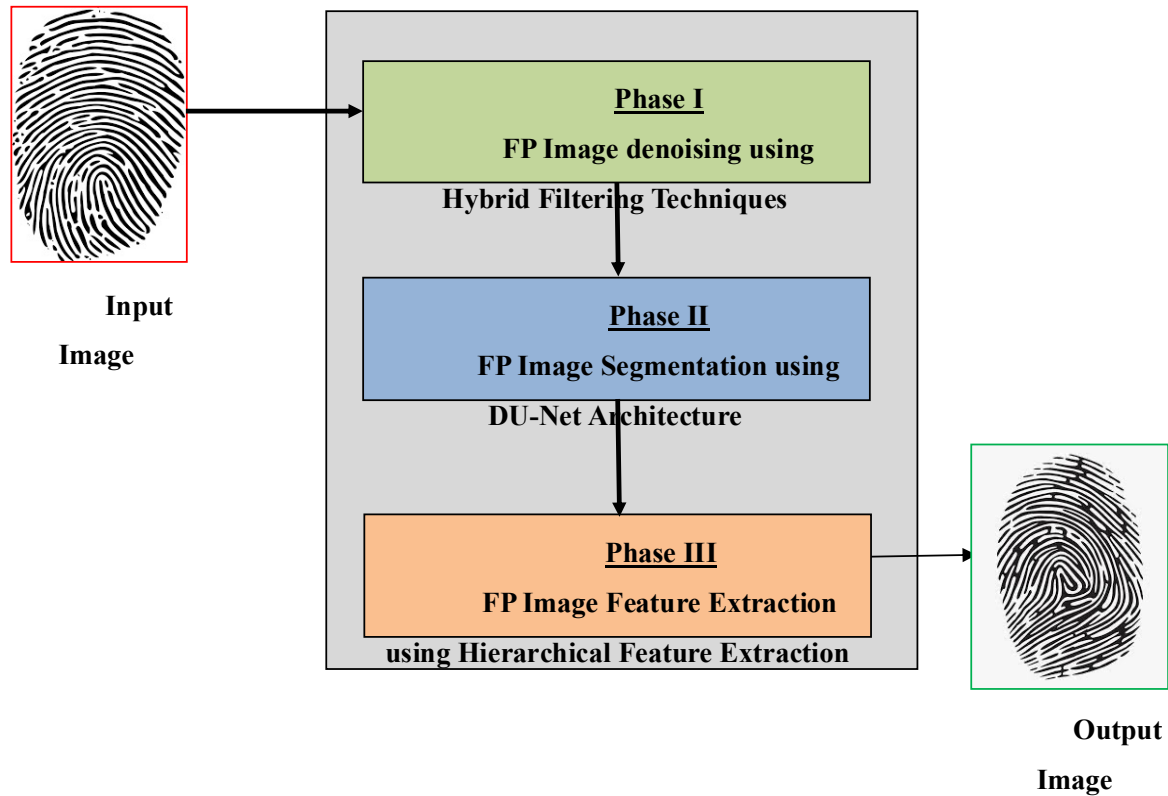 Phase I
FP Image denoising using
Hybrid Filtering Techniques
Input
Image
Phase II
FP Image Segmentation using
DU-Net Architecture
Phase III
FP Image Feature Extraction
using Hierarchical Feature Extraction
Output
Image